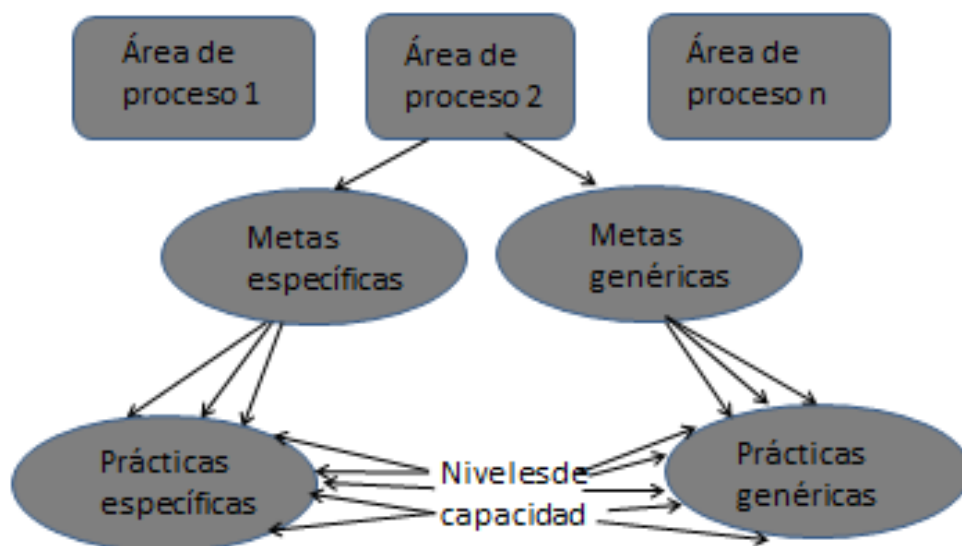 Área de
proceso 1
Área de
proceso 2
Área de
proceso n
Metas
específicas
Metas
genéricas
Prácticas
específicas
Nivelesde
capacidad
Prácticas
genéricas